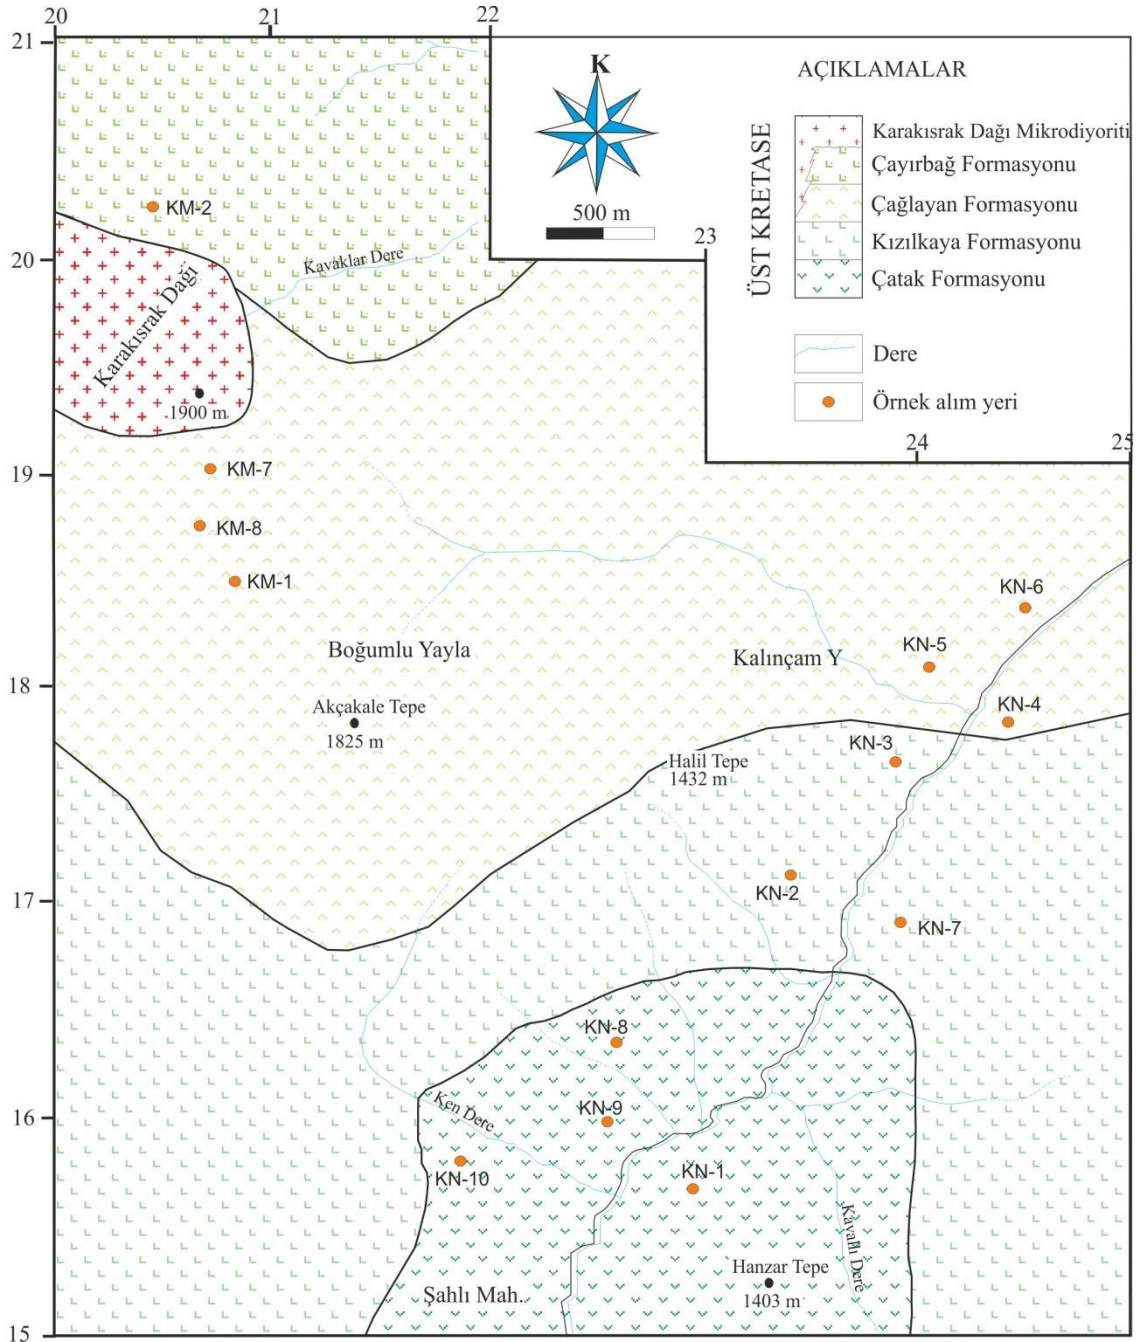 20
21
22
21
K
AÇIKLAMALAR
ÜST KRETASE
Karakısrak Dağı Mikrodiyoriti
Çayırbağ Formasyonu
Çağlayan Formasyonu
Kızılkaya Formasyonu
Çatak Formasyonu
Dere
Örnek alım yeri
500 m
23
KM-2
20
Kavaklar Dere
Karakısrak Dağı
1900 m
24
25
19
KM-7
KM-8
KM-1
KN-6
Boğumlu Yayla
Kalınçam Y
KN-5
18
Akçakale Tepe
1825 m
KN-4
KN-3
Halil Tepe
1432 m
17
KN-2
KN-7
KN-8
16
Ken Dere
KN-9
KN-10
KN-1
Kavallı Dere
Hanzar Tepe
1403 m
Şahlı Mah.
15